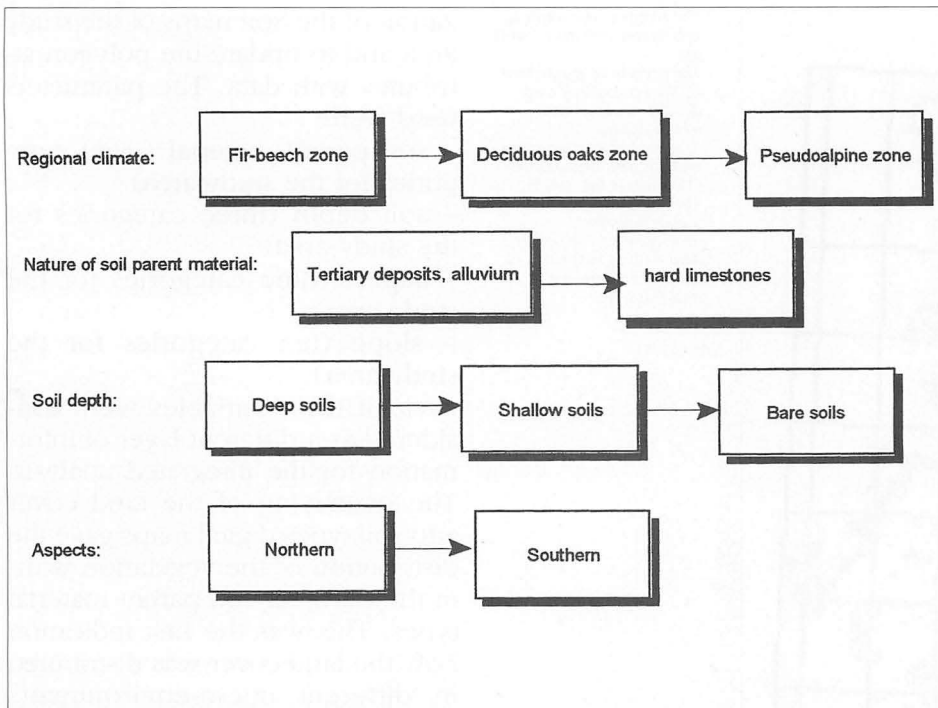 Regional climate: Fir-beech zone Deciduous oaks zone Pseudoalpine zone
Nature of soil parent material: Tertiary deposits, alluvium hard limestones
Soil depth: Deep soils Shallow soils Bare soils
Aspects: Northern Southern